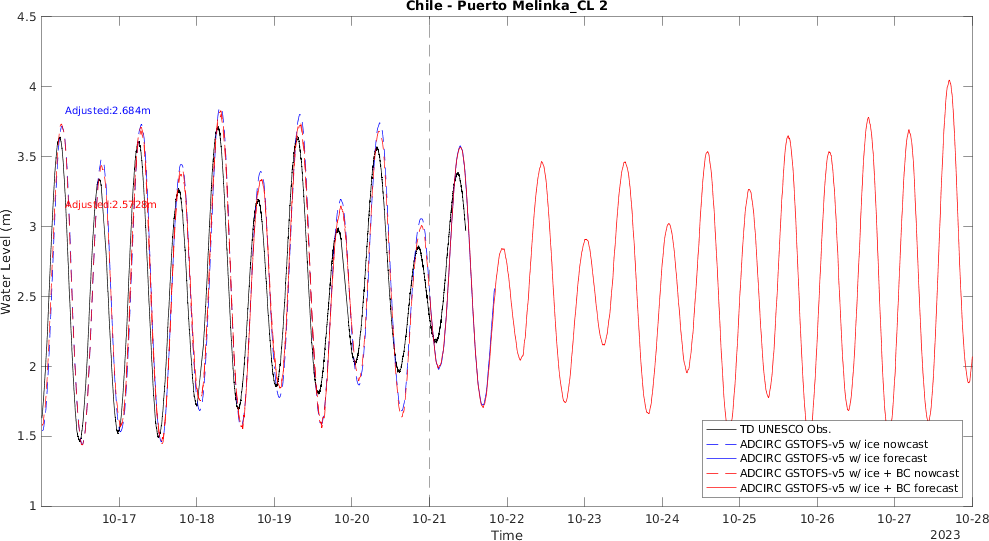 Chile - Puerto Melinka_CL 2
4.5
4
3.5
3
2.5
2
1.5
1
Water Level (m)
Adjusted:2.684m
Adjusted:2.5728m
TD UNESCO Obs.
ADCIRC GSTOFS-v5 w/ ice nowcast
ADCIRC GSTOFS-v5 w/ ice forecast
ADCIRC GSTOFS-v5 w/ ice + BC nowcast
ADCIRC GSTOFS-v5 w/ ice + BC forecast
10-17 10-18 10-19 10-20 10-21 10-22 10-23 10-24 10-25 10-26 10-27 10-28
Time
2023